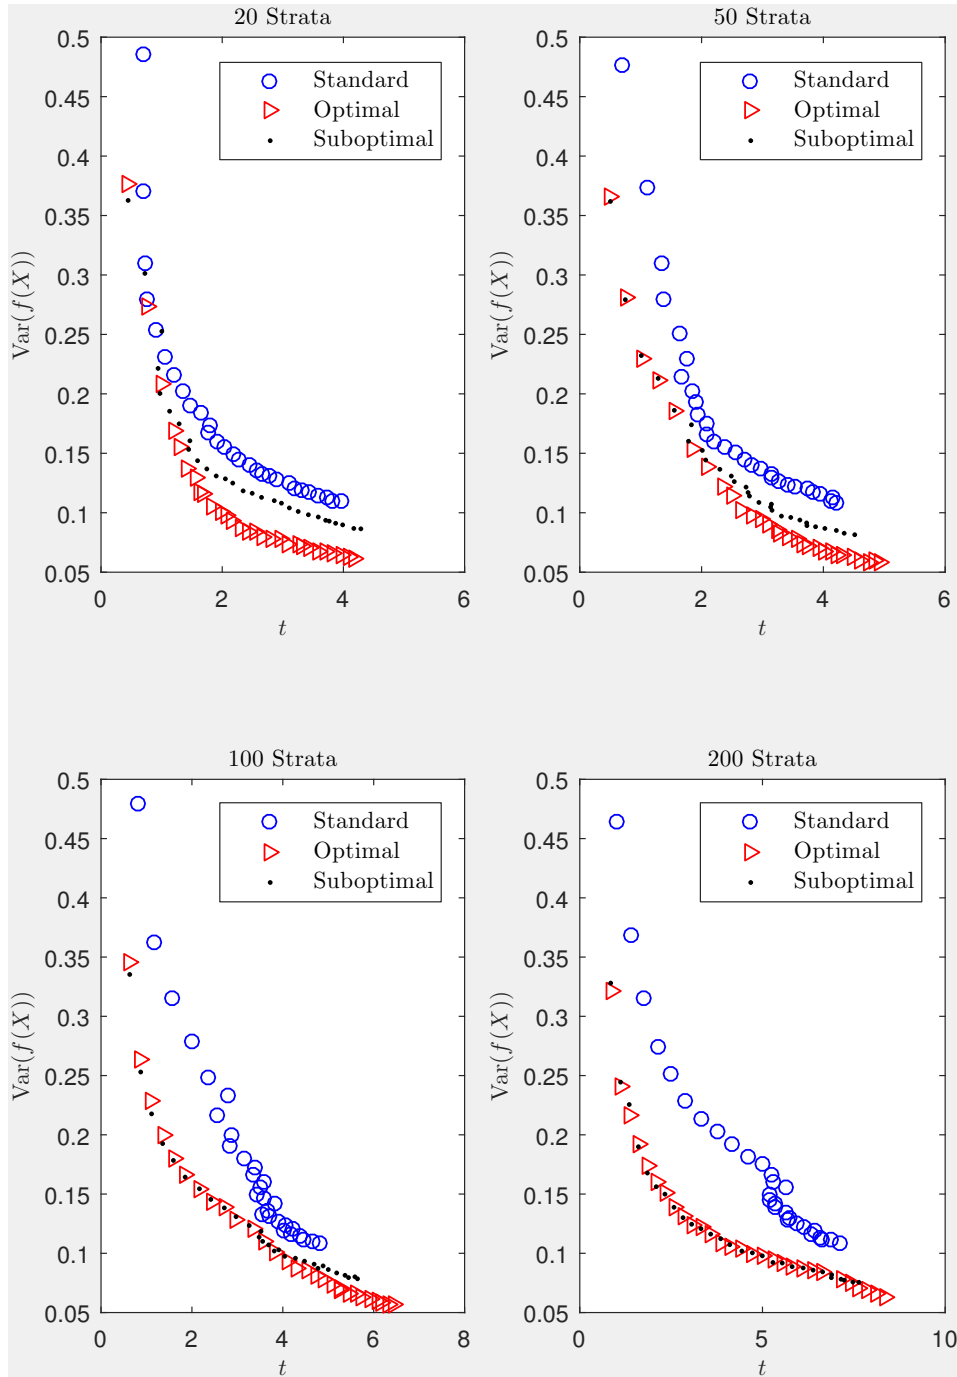 20 Strata
0.5
0.45
0.4
0.35
0.3
0.25
0.2
0.15
0.1
0.05
Var(f(X))
Standard
Optimal
Suboptimal
0 2 4 6
t
50 Strata
0.5
0.45
0.4
0.35
0.3
0.25
0.2
0.15
0.1
0.05
Var(f(X))
Standard
Optimal
Suboptimal
0 2 4 6
t
100 Strata
0.5
0.45
0.4
0.35
0.3
0.25
0.2
0.15
0.1
0.05
Var(f(X))
Standard
Optimal
Suboptimal
0 2 4 6 8
t
200 Strata
0.5
0.45
0.4
0.35
0.3
0.25
0.2
0.15
0.1
0.05
Var(f(X))
Standard
Optimal
Suboptimal
0 5 10
t